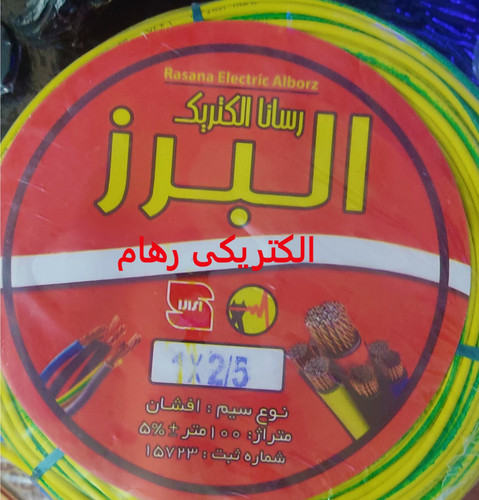 Rasana Electric Alborz
رسانا الکتریک
البرز
الکتریکی رهام
1X2/5
نوع سیم : افشان
متراژ: ۱۰۰ متر ± ۵%
شماره ثبت : ۱۵۷۲۳